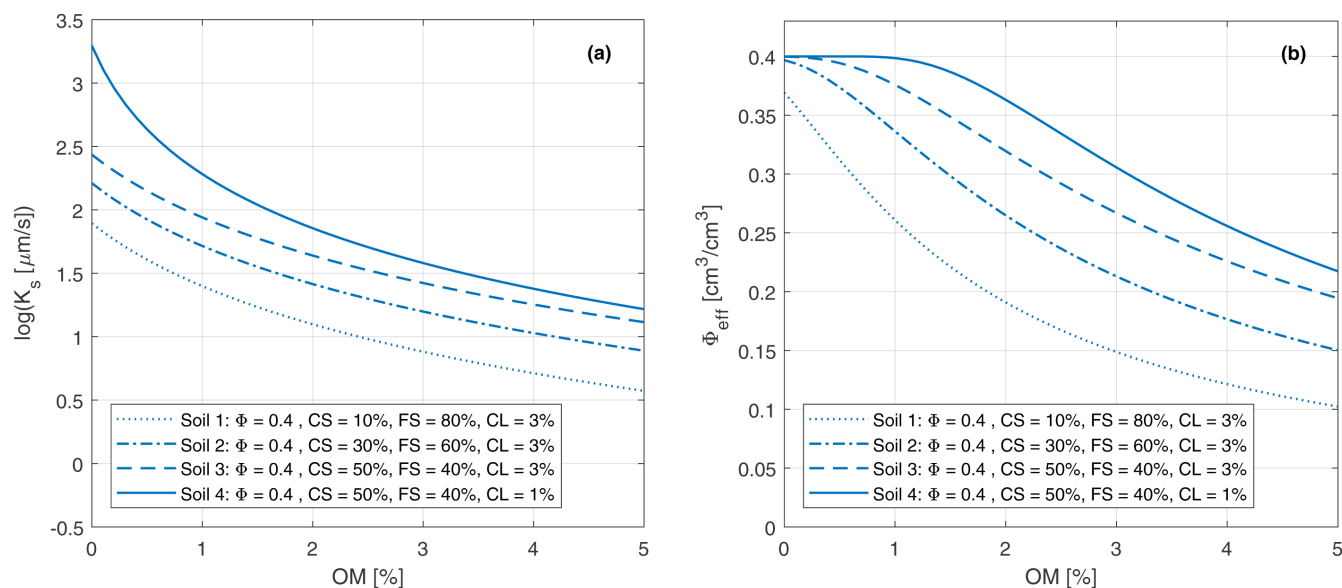 (a)
log(K_s [μm/s])
3.5
3
2.5
2
1.5
1
0.5
0
-0.5
Soil 1: Φ = 0.4 , CS = 10%, FS = 80%, CL = 3%
Soil 2: Φ = 0.4 , CS = 30%, FS = 60%, CL = 3%
Soil 3: Φ = 0.4 , CS = 50%, FS = 40%, CL = 3%
Soil 4: Φ = 0.4 , CS = 50%, FS = 40%, CL = 1%
0 1 2 3 4 5
OM [%]
(b)
Φ_eff [cm³/cm³]
0.4
0.35
0.3
0.25
0.2
0.15
0.1
0.05
0
Soil 1: Φ = 0.4 , CS = 10%, FS = 80%, CL = 3%
Soil 2: Φ = 0.4 , CS = 30%, FS = 60%, CL = 3%
Soil 3: Φ = 0.4 , CS = 50%, FS = 40%, CL = 3%
Soil 4: Φ = 0.4 , CS = 50%, FS = 40%, CL = 1%
0 1 2 3 4 5
OM [%]